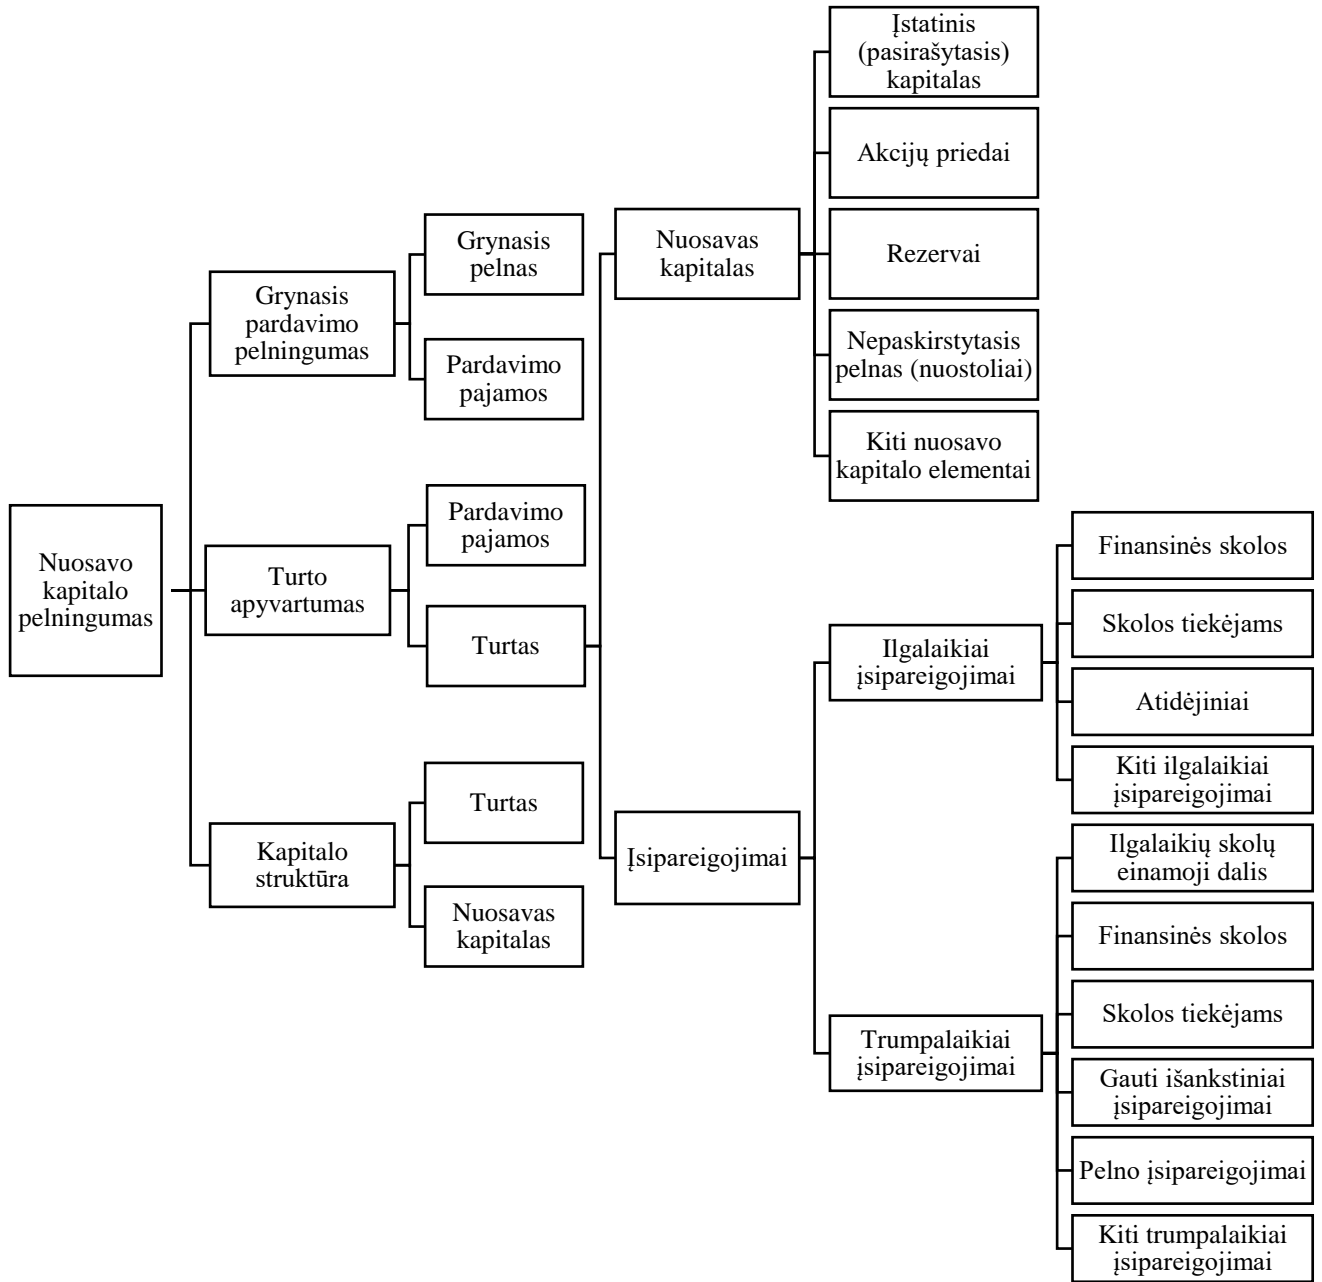 Nuosavo
kapitalo
pelningumas
Grynasis
pardavimo
pelningumas
Grynasis
pelnas
Pardavimo
pajamos
Turto
apyvartumas
Pardavimo
pajamos
Turtas
Kapitalo
struktūra
Turtas
Nuosavas
kapitalas
Nuosavas
kapitalas
Įstatinis
(pasirašytasis)
kapitalas
Akcijų priedai
Rezervai
Nepaskirstytasis
pelnas (nuostoliai)
Kiti nuosavo
kapitalo elementai
Įsipareigojimai
Ilgalaikiai
įsipareigojimai
Finansinės skolos
Skolos tiekėjams
Atidėjiniai
Kiti ilgalaikiai
įsipareigojimai
Trumpalaikiai
įsipareigojimai
Ilgalaikių skolų
einamoji dalis
Finansinės skolos
Skolos tiekėjams
Gauti išankstiniai
įsipareigojimai
Pelno įsipareigojimai
Kiti trumpalaikiai
įsipareigojimai